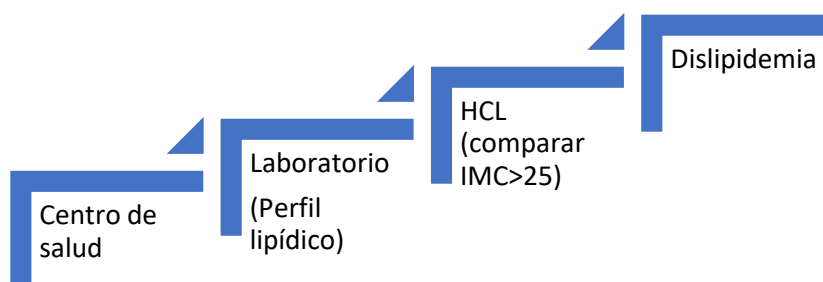 Centro de
salud
Laboratorio
(Perfil
lipídico)
HCL
(comparar
IMC>25)
Dislipidemia